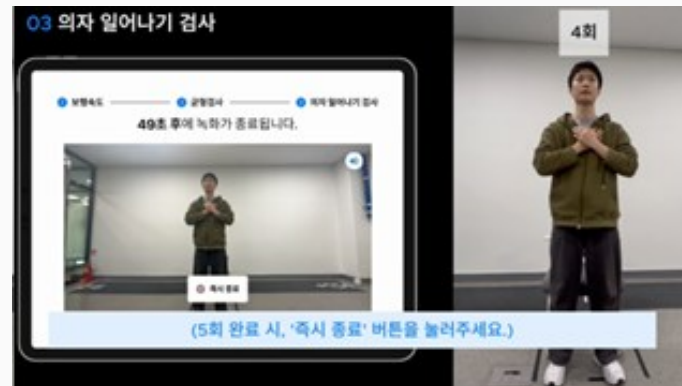 03 의자 일어나기 검사
4회
보행속도
균형검사
의자 일어나기 검사
49초 후에 녹화가 종료됩니다.
즉시 종료
(5회 완료 시, '즉시 종료' 버튼을 눌러주세요.)